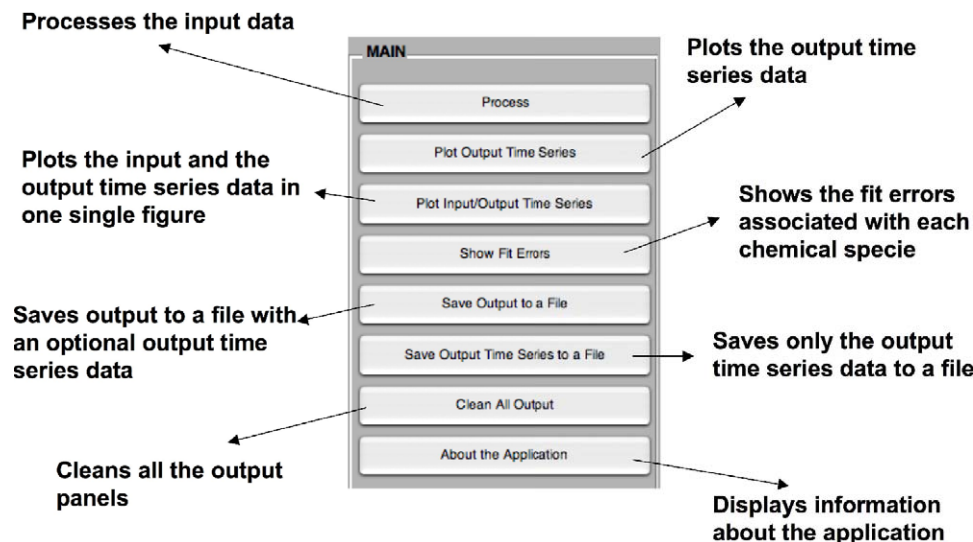 Processes the input data
MAIN
Plots the output time
series data
Process
Plot Output Time Series
Plots the input and the
output time series data in
one single figure
Plot Input/Output Time Series
Shows the fit errors
associated with each
chemical specie
Show Fit Errors
Saves output to a file with
an optional output time
series data
Save Output to a File
Save Output Time Series to a File
Saves only the output
time series data to a file
Clean All Output
Cleans all the output
panels
About the Application
Displays information
about the application